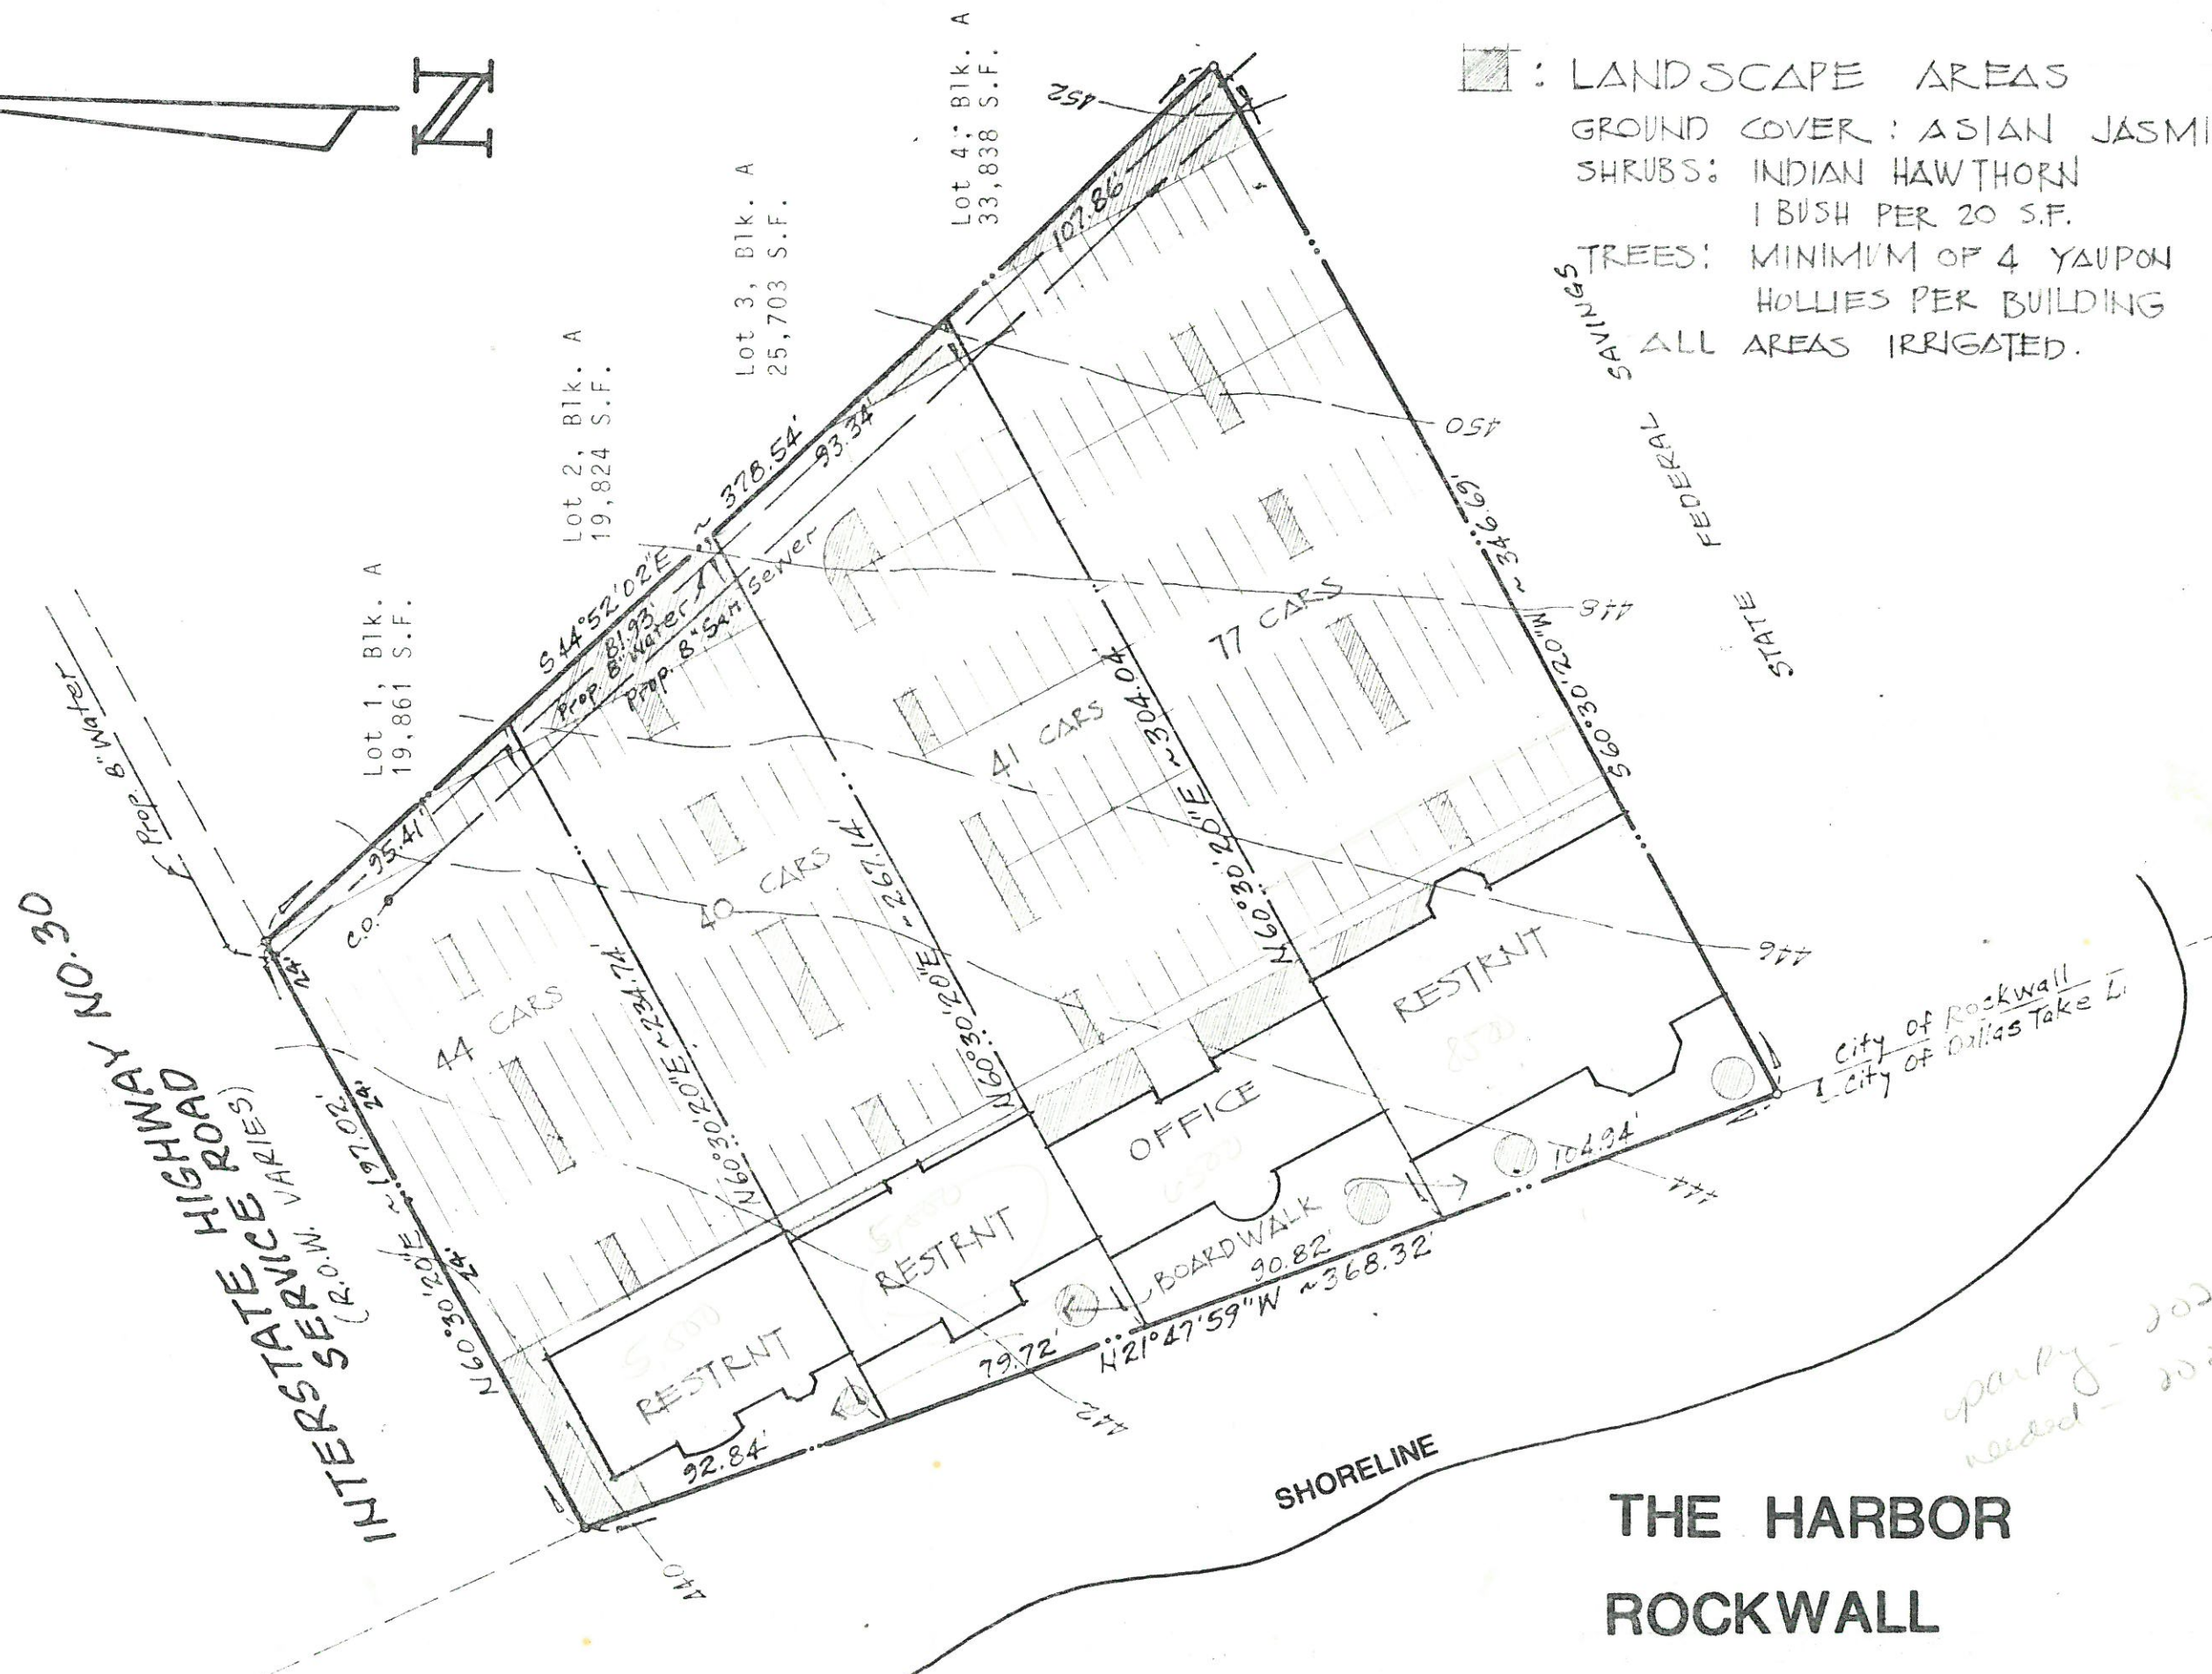 N
: LANDSCAPE AREAS
GROUND COVER : ASIAN JASMI
SHRUBS: INDIAN HAWTHORN
1 BUSH PER 20 S.F.
TREES: MINIMUM OF 4 YAUPON
HOLLIES PER BUILDING
ALL AREAS IRRIGATED.
Lot 1, Blk. A
19,861 S.F.
Lot 2, Blk. A
19,824 S.F.
Lot 3, Blk. A
25,703 S.F.
Lot 4, Blk. A
33,838 S.F.
452
450
448
446
444
442
440
107.86'
93.34'
81.93'
95.41'
S44°52'02"E ~ 378.54'
Prop. 8" Water
Prop. 8" San. Sewer
Prop. 8" Water
C.O.
24'
24'
24'
44 CARS
40 CARS
41 CARS
77 CARS
N60°30'20"E ~197.02'
N60°30'20"E ~234.74'
N60°30'20"E ~267.14'
N60°30'20"E ~304.04'
S60°30'20"W ~346.69'
STATE FEDERAL SAVINGS
INTERSTATE HIGHWAY NO.30
SERVICE ROAD
(R.O.W. VARIES)
RESTRNT
RESTRNT
OFFICE
RESTRNT
8500
BOARDWALK
92.84'
79.72'
90.82'
104.94'
N21°47'59"W ~368.32'
City of Rockwall
City of Dallas Take Li
SHORELINE
needed - 
THE HARBOR
ROCKWALL